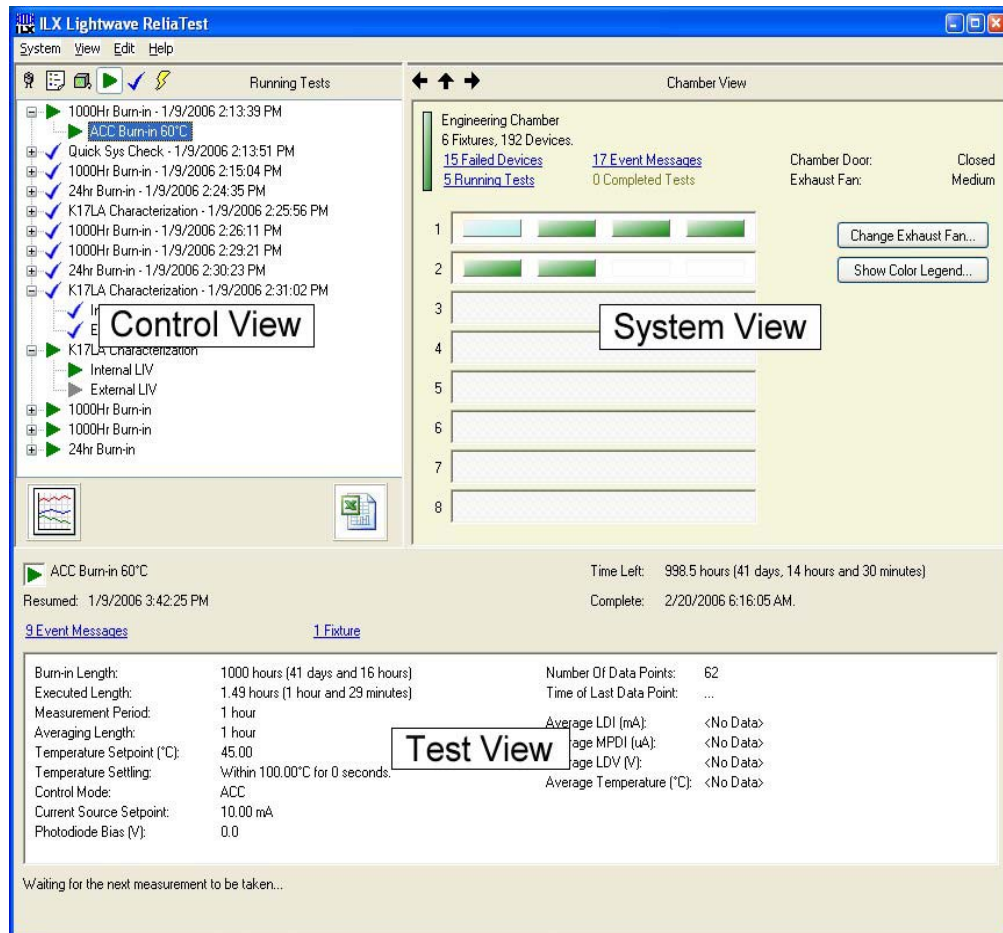 ILX Lightwave ReliaTest
System View Edit Help
Running Tests
1000Hr Burn-in - 1/9/2006 2:13:39 PM
ACC Burn-in 60°C
Quick Sys Check - 1/9/2006 2:13:51 PM
1000Hr Burn-in - 1/9/2006 2:15:04 PM
24hr Burn-in - 1/9/2006 2:24:35 PM
K17LA Characterization - 1/9/2006 2:25:56 PM
1000Hr Burn-in - 1/9/2006 2:26:11 PM
1000Hr Burn-in - 1/9/2006 2:29:21 PM
24hr Burn-in - 1/9/2006 2:30:23 PM
K17LA Characterization - 1/9/2006 2:31:02 PM
Control View
K17LA Characterization
Internal LIV
External LIV
1000Hr Burn-in
1000Hr Burn-in
24hr Burn-in
Chamber View
Engineering Chamber
6 Fixtures, 192 Devices.
15 Failed Devices 17 Event Messages
5 Running Tests 0 Completed Tests
Chamber Door: Closed
Exhaust Fan: Medium
Change Exhaust Fan...
Show Color Legend...
1
2
3
4
5
6
7
8
System View
ACC Burn-in 60°C
Time Left: 998.5 hours (41 days, 14 hours and 30 minutes)
Resumed: 1/9/2006 3:42:25 PM
Complete: 2/20/2006 6:16:05 AM.
9 Event Messages 1 Fixture
Burn-in Length: 1000 hours (41 days and 16 hours)
Executed Length: 1.49 hours (1 hour and 29 minutes)
Measurement Period: 1 hour
Averaging Length: 1 hour
Temperature Setpoint (°C): 45.00
Temperature Settling: Within 100.00°C for 0 seconds.
Control Mode: ACC
Current Source Setpoint: 10.00 mA
Photodiode Bias (V): 0.0
Test View
Number Of Data Points: 62
Time of Last Data Point: ...
Average LDI (mA): <No Data>
MPDI (uA): <No Data>
LDV (V): <No Data>
Average Temperature (°C): <No Data>
Waiting for the next measurement to be taken...